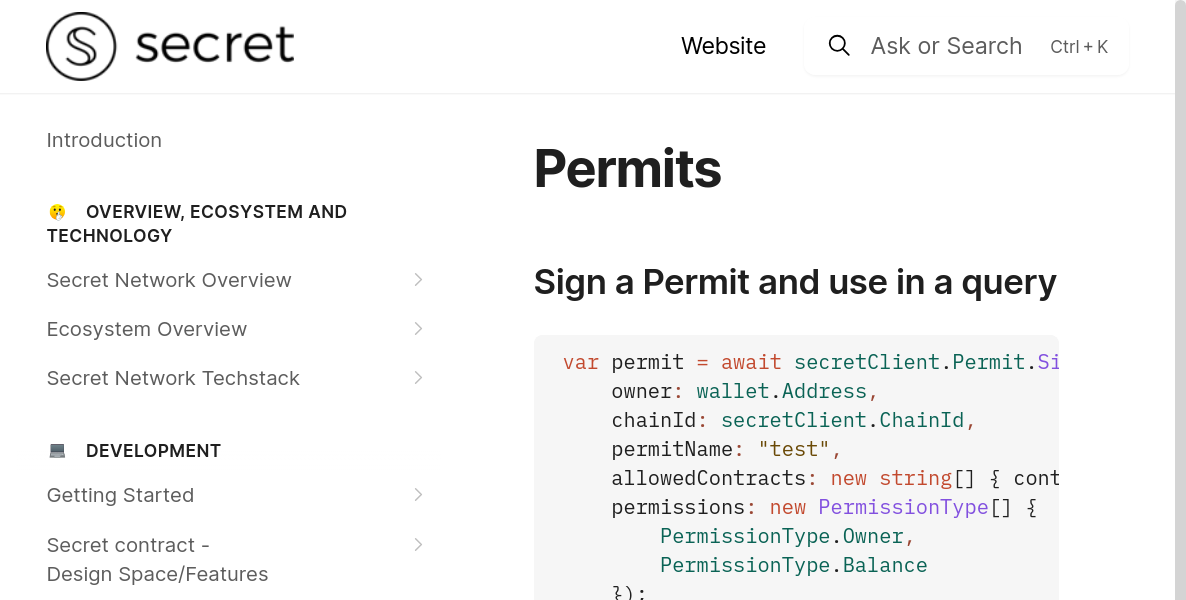 secret
Website
Ask or Search
Ctrl + K
Introduction
OVERVIEW, ECOSYSTEM AND
TECHNOLOGY
Secret Network Overview
Ecosystem Overview
Secret Network Techstack
DEVELOPMENT
Getting Started
Secret contract -
Design Space/Features
Permits
Sign a Permit and use in a query
var permit = await secretClient.Permit.Si
owner: wallet.Address,
chainId: secretClient.ChainId,
permitName: "test",
allowedContracts: new string[] { cont
permissions: new PermissionType[] {
PermissionType.Owner,
PermissionType.Balance
});